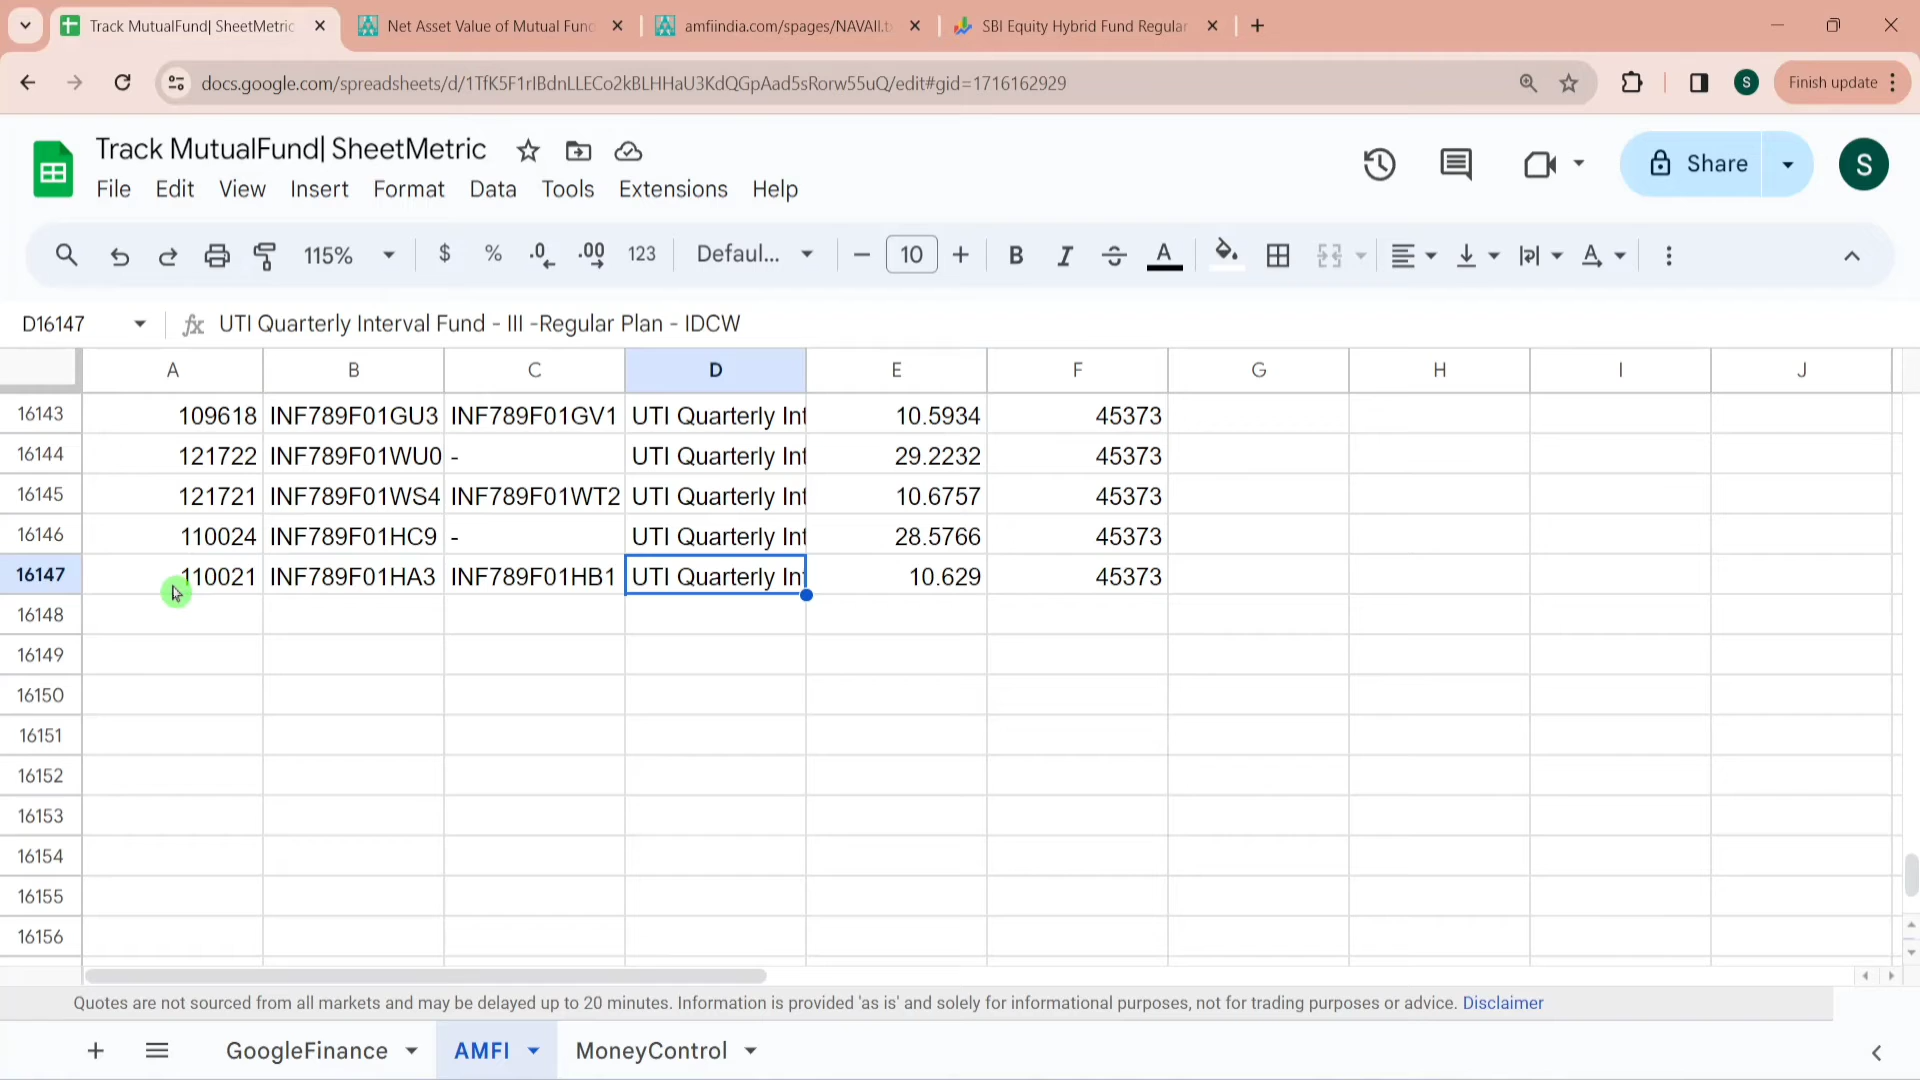 Track MutualFund| SheetMetric
Net Asset Value of Mutual Fund
amfiindia.com/spages/NAVAll.t
SBI Equity Hybrid Fund Regular
docs.google.com/spreadsheets/d/1TfK5F1rIBdnLLECo2kBLHHaU3KdQGpAad5sRorw55uQ/edit#gid=1716162929
S
Finish update
Track MutualFund| SheetMetric
File Edit View Insert Format Data Tools Extensions Help
Share
S
115% $ % .0 .00 123 Defaul... 10 B I A
D16147 fx UTI Quarterly Interval Fund - III -Regular Plan - IDCW
A B C D E F G H I J
16143 109618 INF789F01GU3 INF789F01GV1 UTI Quarterly Int 10.5934 45373
16144 121722 INF789F01WU0 - UTI Quarterly Int 29.2232 45373
16145 121721 INF789F01WS4 INF789F01WT2 UTI Quarterly Int 10.6757 45373
16146 110024 INF789F01HC9 - UTI Quarterly Int 28.5766 45373
16147 110021 INF789F01HA3 INF789F01HB1 UTI Quarterly Int 10.629 45373
16148
16149
16150
16151
16152
16153
16154
16155
16156
Quotes are not sourced from all markets and may be delayed up to 20 minutes. Information is provided 'as is' and solely for informational purposes, not for trading purposes or advice. Disclaimer
GoogleFinance AMFI MoneyControl